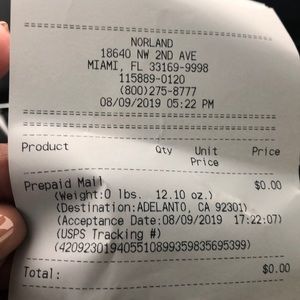 ================================
NORLAND
18640 NW 2ND AVE
MIAMI, FL 33169-9998
115889-0120
(800)275-8777
08/09/2019 05:22 PM
================================
--------------------------------
Product Qty Unit Price
Price
--------------------------------
Prepaid Mail $0.00
(Weight:0 lbs. 12.10 oz.)
(Destination:ADELANTO, CA 92301)
(Acceptance Date:08/09/2019 17:22:07)
(USPS Tracking #)
(4209230194055108993598356953​99)
--------------------------------
Total: $0.00
--------------------------------